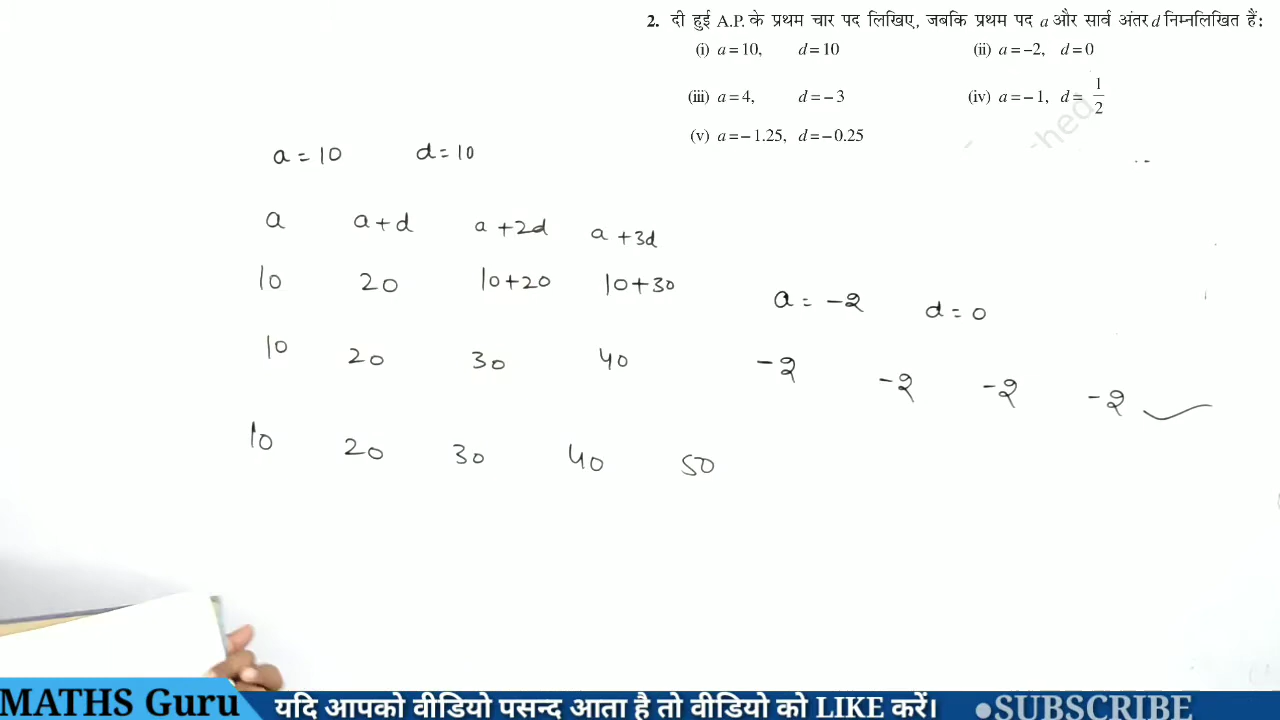 2. दी हुई A.P. के प्रथम चार पद लिखिए, जबकि प्रथम पद a और सार्व अंतर d निम्नलिखित हैं:
(i) a = 10, d = 10 (ii) a = –2, d = 0
(iii) a = 4, d = – 3 (iv) a = – 1, d = 1/2
(v) a = – 1.25, d = – 0.25
a = 10 d = 10
a a + d a + 2d a + 3d
10 20 10+20 10+30
a = -2 d = 0
10 20 30 40
-2 -2 -2 -2
10 20 30 40 50
MATHS Guru यदि आपको वीडियो पसन्द आता है तो वीडियो को LIKE करें। SUBSCRIBE